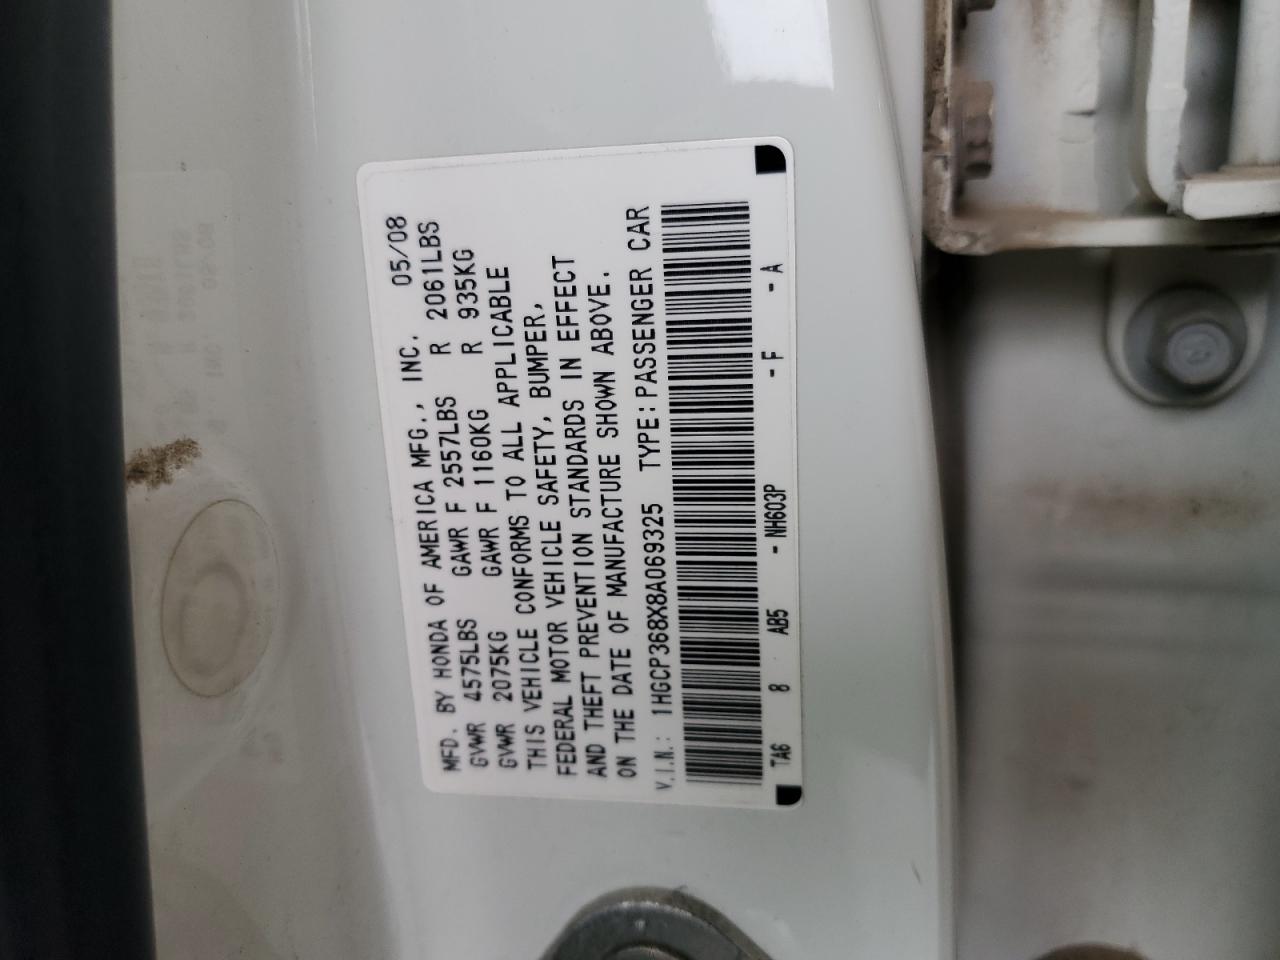 MFD. BY HONDA OF AMERICA MFG., INC. 05/08
GVWR 4575LBS GAWR F 2557LBS R 2061LBS
GVWR 2075KG GAWR F 1160KG R 935KG
THIS VEHICLE CONFORMS TO ALL APPLICABLE
FEDERAL MOTOR VEHICLE SAFETY, BUMPER,
AND THEFT PREVENTION STANDARDS IN EFFECT
ON THE DATE OF MANUFACTURE SHOWN ABOVE.
V.I.N.: 1HGCP368X8A069325 TYPE:PASSENGER CAR
TA6 8 AB5 - NH603P - F - A